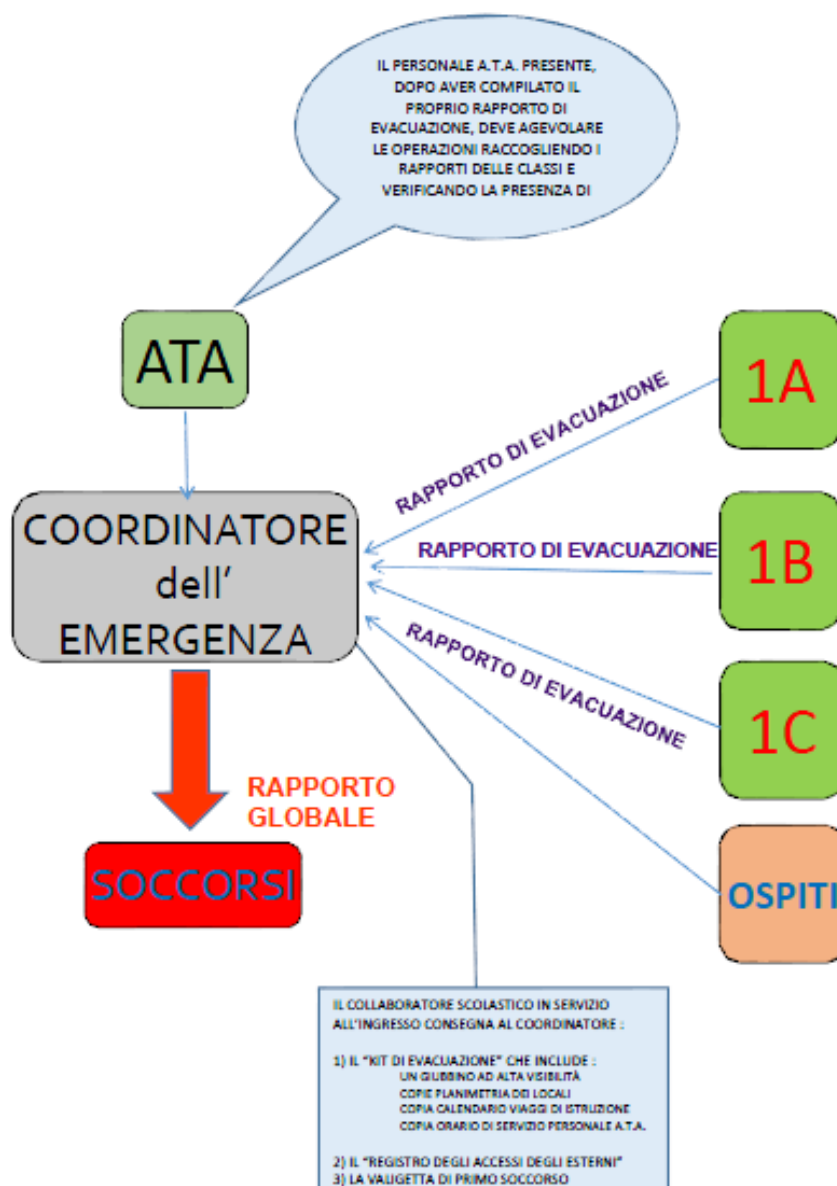 IL PERSONALE A.T.A. PRESENTE,
DOPO AVER COMPILATO IL
PROPRIO RAPPORTO DI
EVACUAZIONE, DEVE AGEVOLARE
LE OPERAZIONI RACCOGLIENDO I
RAPPORTI DELLE CLASSI E
VERIFICANDO LA PRESENZA DI
ATA
1A
RAPPORTO DI EVACUAZIONE
COORDINATORE
dell'
EMERGENZA
RAPPORTO DI EVACUAZIONE
1B
RAPPORTO DI EVACUAZIONE
1C
RAPPORTO
GLOBALE
SOCCORSI
OSPITI
IL COLLABORATORE SCOLASTICO IN SERVIZIO
ALL'INGRESSO CONSEGNA AL COORDINATORE :
1) IL "KIT DI EVACUAZIONE" CHE INCLUDE :
UN GIUBBINO AD ALTA VISIBILITÀ
COPIE PLANIMETRIA DEI LOCALI
COPIA CALENDARIO VIAGGI DI ISTRUZIONE
COPIA ORARIO DI SERVIZIO PERSONALE A.T.A.
2) IL "REGISTRO DEGLI ACCESSI DEGLI ESTERNI"
3) LA VALIGETTA DI PRIMO SOCCORSO